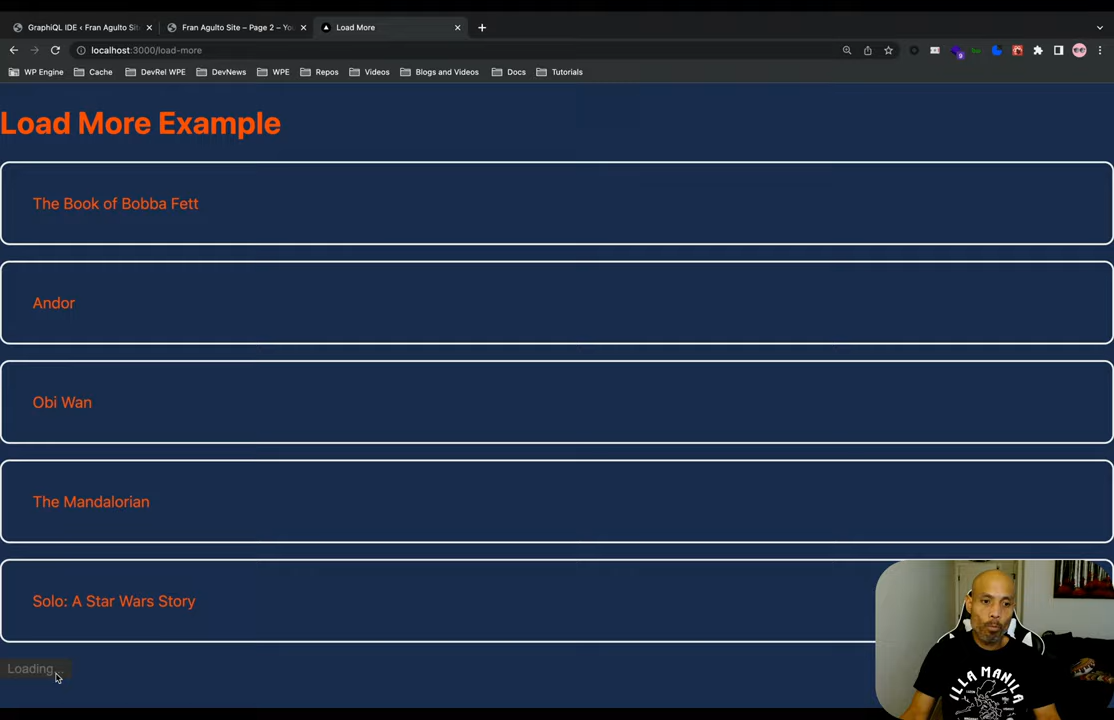 GraphiQL IDE ‹ Fran Agulto Sit
Fran Agulto Site – Page 2 – Yo
Load More
localhost:3000/load-more
9
WP Engine
Cache
DevRel WPE
DevNews
WPE
Repos
Videos
Blogs and Videos
Docs
Tutorials
Load More Example
The Book of Bobba Fett
Andor
Obi Wan
The Mandalorian
Solo: A Star Wars Story
Loading...
ILLA MANILA